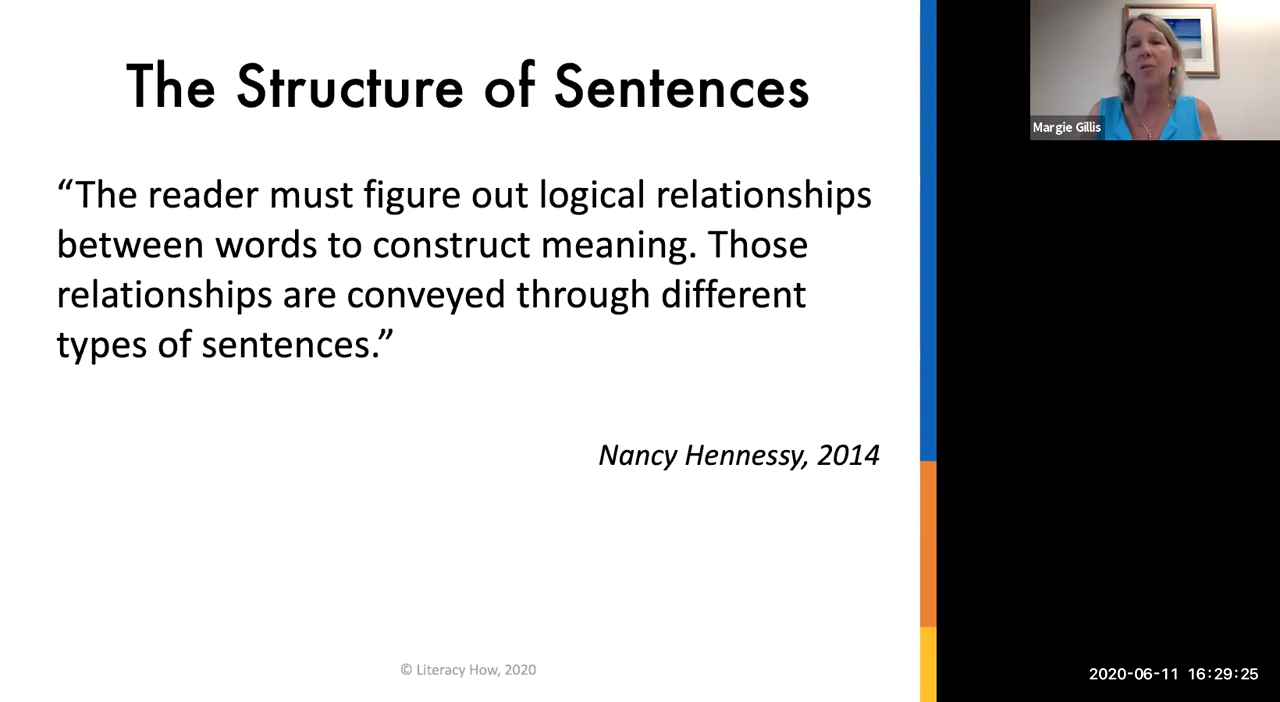 The Structure of Sentences
“The reader must figure out logical relationships
between words to construct meaning. Those
relationships are conveyed through different
types of sentences.”
Nancy Hennessy, 2014
© Literacy How, 2020
Margie Gillis
2020-06-11 16:29:25